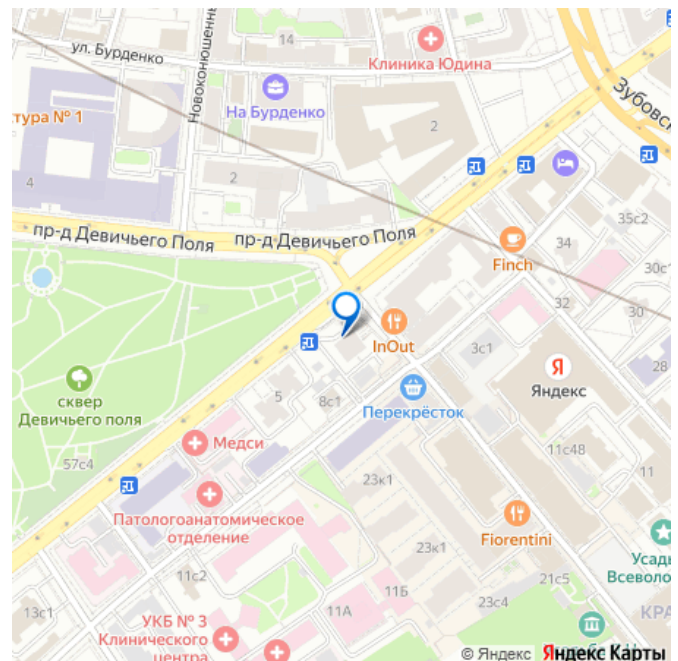 14
ул. Бурденко
Клиника Юдина
Новоконюшенный
На Бурденко
Зубовск
тура № 1
2
4
2
35с2
пр-д Девичьего Поля
пр-д Девичьего Поля
34
Finch
30с1
32
30
InOut
3с1
28
Я
Яндекс
5
8с1
Перекрёсток
сквер
Девичьего поля
Медси
57с4
11с48
11
23к1
Патологоанатомическое
отделение
Fiorentini
23к1
Усадь
Всеволо
11с2
21с5
11Б
23с4
13с1
11А
КРА
УКБ № 3
Клинического
центра
© Яндекс Яндекс Карты